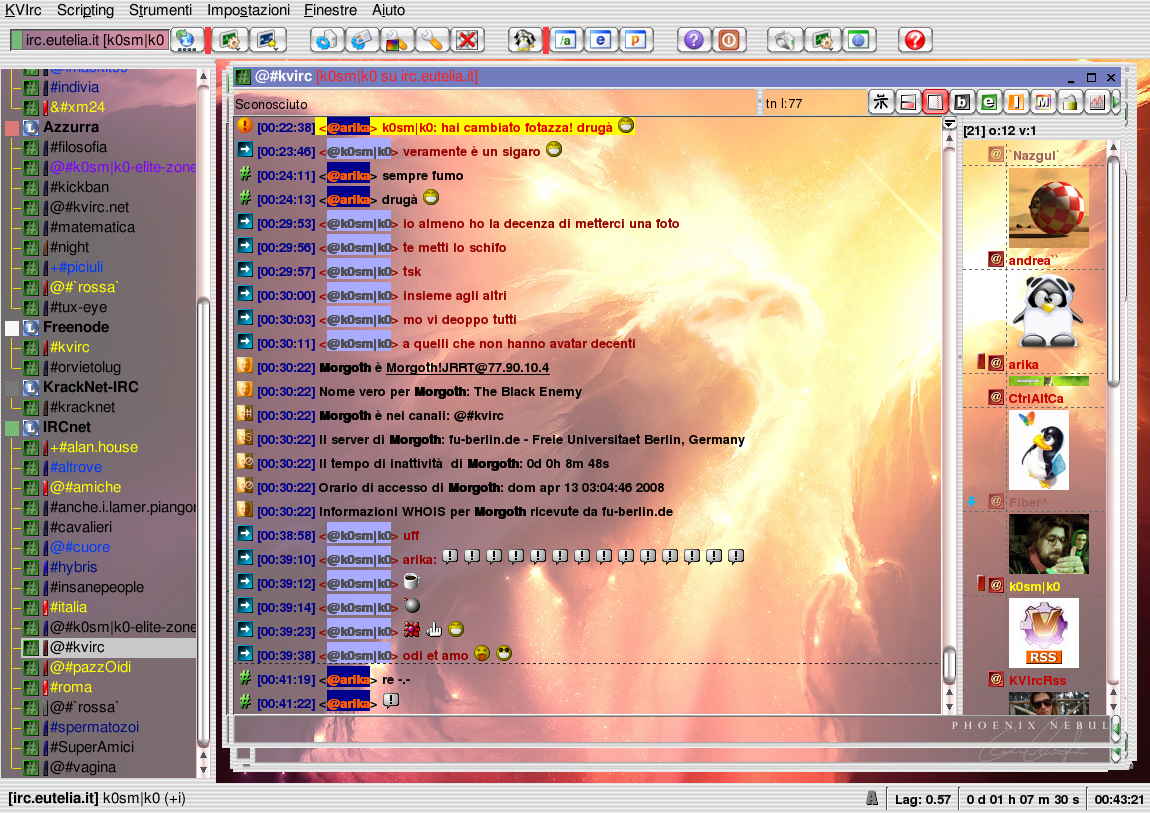 KVIrc Scripting Strumenti Impostazioni Finestre Aiuto
irc.eutelia.it [k0sm|k0
/a e p
#indivia
&#xm24
Azzurra
#filosofia
@#k0sm|k0-elite-zone
#kickban
@#kvirc.net
#matematica
#night
+#piciuli
@#`rossa`
#tux-eye
Freenode
#kvirc
#orvietolug
KrackNet-IRC
#kracknet
IRCnet
+#alan.house
#altrove
@#amiche
#anche.i.lamer.piangor
#cavalieri
@#cuore
#hybris
#insanepeople
#italia
@#k0sm|k0-elite-zone
@#kvirc
@#pazzOidi
#roma
@#`rossa`
#spermatozoi
#SuperAmici
@#vagina
@#kvirc [k0sm|k0 su irc.eutelia.it]
Sconosciuto
tn l:77
[00:22:38] <@arika> k0sm|k0: hai cambiato fotazza! drugà
[00:23:46] <@k0sm|k0> veramente è un sigaro
[00:24:11] <@arika> sempre fumo
[00:24:13] <@arika> drugà
[00:29:53] <@k0sm|k0> io almeno ho la decenza di metterci una foto
[00:29:56] <@k0sm|k0> te metti lo schifo
[00:29:57] <@k0sm|k0> tsk
[00:30:00] <@k0sm|k0> insieme agli altri
[00:30:03] <@k0sm|k0> mo vi deoppo tutti
[00:30:11] <@k0sm|k0> a quelli che non hanno avatar decenti
[00:30:22] Morgoth è Morgoth!JRRT@77.90.10.4
[00:30:22] Nome vero per Morgoth: The Black Enemy
[00:30:22] Morgoth è nei canali: @#kvirc
[00:30:22] Il server di Morgoth: fu-berlin.de - Freie Universitaet Berlin, Germany
[00:30:22] Il tempo di inattività di Morgoth: 0d 0h 8m 48s
[00:30:22] Orario di accesso di Morgoth: dom apr 13 03:04:46 2008
[00:30:22] Informazioni WHOIS per Morgoth ricevute da fu-berlin.de
[00:38:58] <@k0sm|k0> uff
[00:39:10] <@k0sm|k0> arika:
[00:39:12] <@k0sm|k0>
[00:39:14] <@k0sm|k0>
[00:39:23] <@k0sm|k0>
[00:39:38] <@k0sm|k0> odi et amo
[00:41:19] <@arika> re -.-
[00:41:22] <@arika>
[21] o:12 v:1
@ `Nazgul`
@ andrea``
@ arika
@ CtrlAltCa
@ Fiber^
@ k0sm|k0
RSS
@ KVIrcRss
PHOENIX NEBUL
[irc.eutelia.it] k0sm|k0 (+i)
Lag: 0.57
0 d 01 h 07 m 30 s
00:43:21